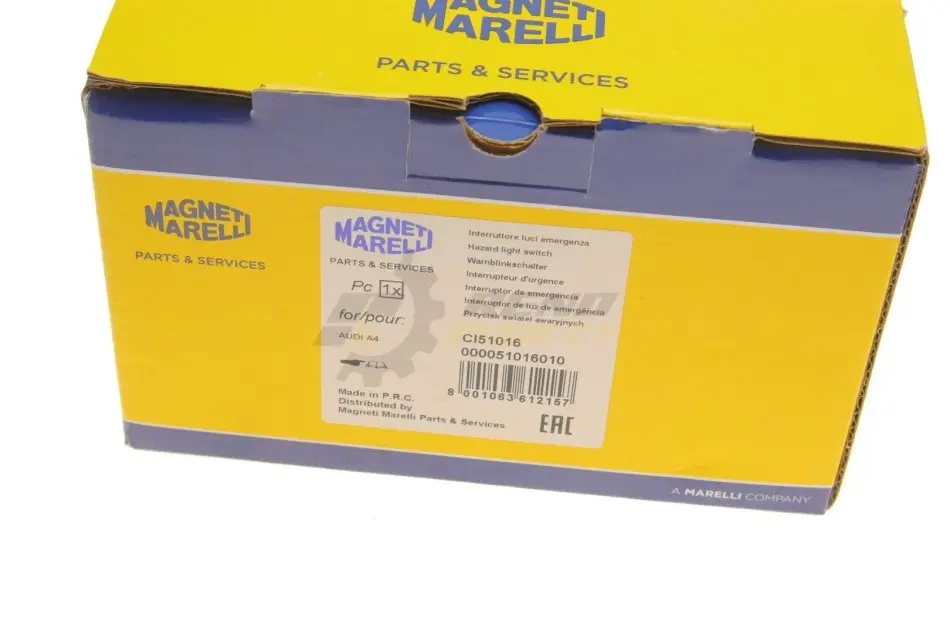 MAGNETI
MARELLI
PARTS & SERVICES
MAGNETI
MARELLI
PARTS & SERVICES
MAGNETI
MARELLI
PARTS & SERVICES
Pc 1x
for/pour:
AUDI A4
Interruttore luci emergenza
Hazard light switch
Warnblinkschalter
Interrupteur d'urgence
Interruptor de emergencia
Interruptor de luz de emergência
Przycisk świateł awaryjnych
CI51016
000051016010
8 001063 612157
Made in P.R.C.
Distributed by
Magneti Marelli Parts & Services
EAC
A MARELLI COMPANY